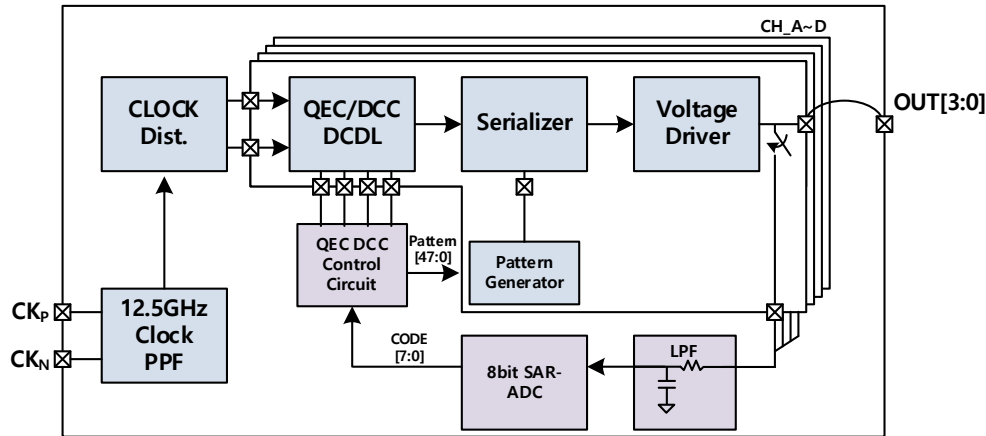 CH_A~D
CLOCK
Dist.
QEC/DCC
DCDL
Serializer
Voltage
Driver
OUT[3:0]
QEC DCC
Control
Circuit
Pattern
[47:0]
Pattern
Generator
CKP
CKN
12.5GHz
Clock
PPF
CODE
[7:0]
8bit SAR-
ADC
LPF